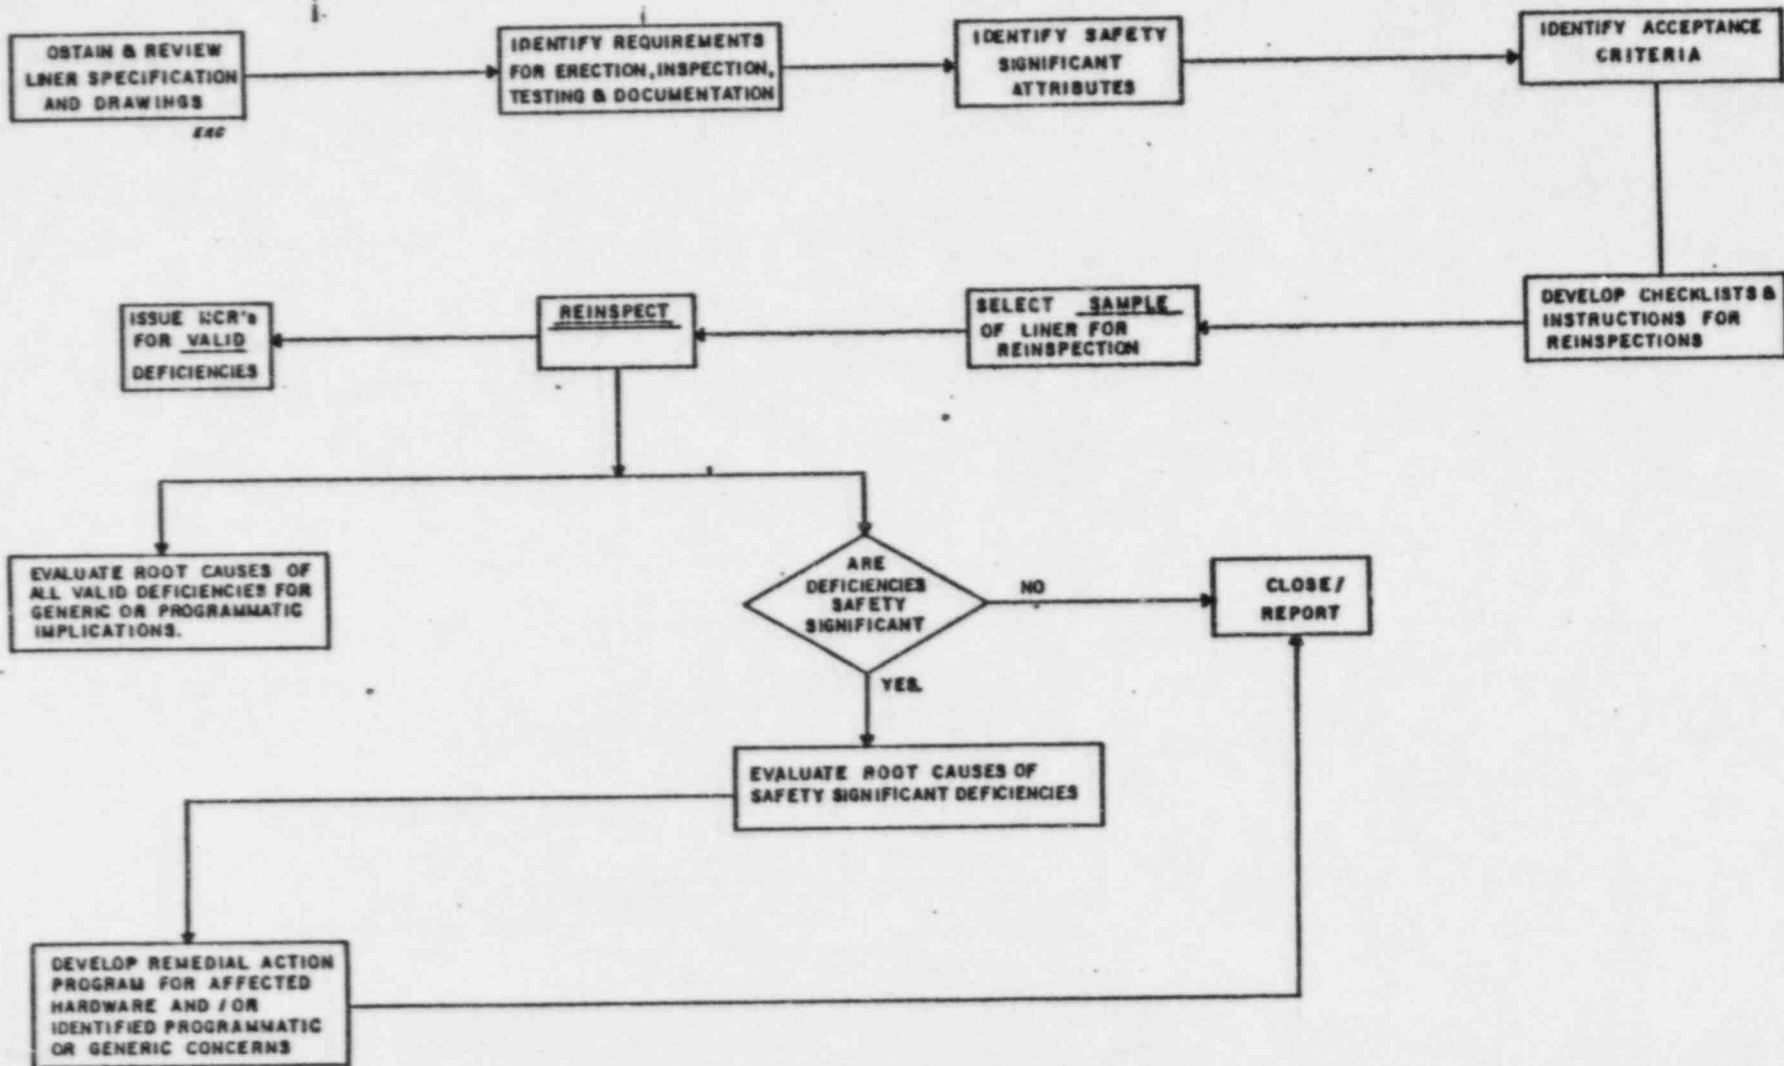 OBTAIN & REVIEW
LINER SPECIFICATION
AND DRAWINGS
IDENTIFY REQUIREMENTS
FOR ERECTION, INSPECTION,
TESTING & DOCUMENTATION
IDENTIFY SAFETY
SIGNIFICANT
ATTRIBUTES
IDENTIFY ACCEPTANCE
CRITERIA
DEVELOP CHECKLISTS &
INSTRUCTIONS FOR
REINSPECTIONS
SELECT SAMPLE
OF LINER FOR
REINSPECTION
REINSPECT
ISSUE NCR's
FOR VALID
DEFICIENCIES
EVALUATE ROOT CAUSES OF
ALL VALID DEFICIENCIES FOR
GENERIC OR PROGRAMMATIC
IMPLICATIONS.
ARE
DEFICIENCIES
SAFETY
SIGNIFICANT
NO
CLOSE/
REPORT
YES.
EVALUATE ROOT CAUSES OF
SAFETY SIGNIFICANT DEFICIENCIES
DEVELOP REMEDIAL ACTION
PROGRAM FOR AFFECTED
HARDWARE AND / OR
IDENTIFIED PROGRAMMATIC
OR GENERIC CONCERNS